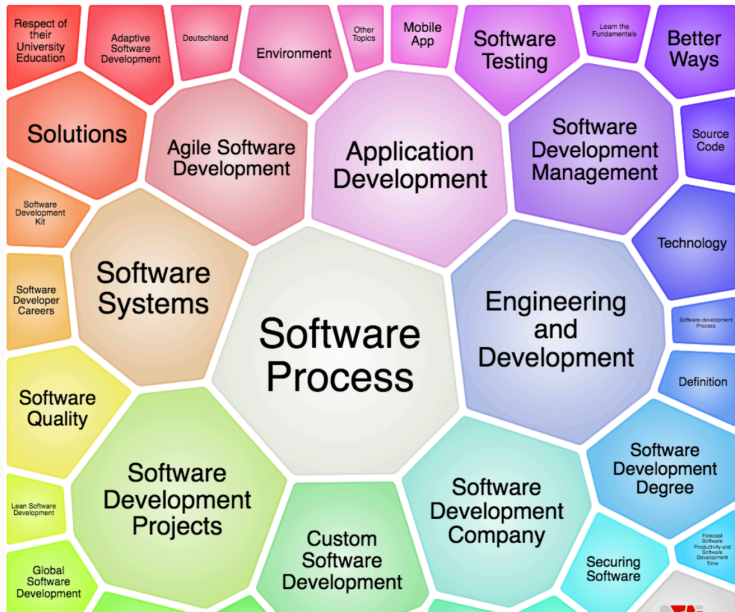 Respect of
their
University
Education
Adaptive
Software
Development
Deutschland
Environment
Other
Topics
Mobile
App
Software
Testing
Learn the
Fundamentals
Better
Ways
Solutions
Agile Software
Development
Application
Development
Software
Development
Management
Source
Code
Software
Development
Kit
Technology
Software
Systems
Software
Developer
Careers
Software
Process
Engineering
and
Development
Software development
Process
Definition
Software
Quality
Software
Development
Projects
Software
Development
Company
Software
Development
Degree
Lean Software
Development
Custom
Software
Development
Forecast
Software
Productivity and
Software
Development
Time
Global
Software
Development
Securing
Software